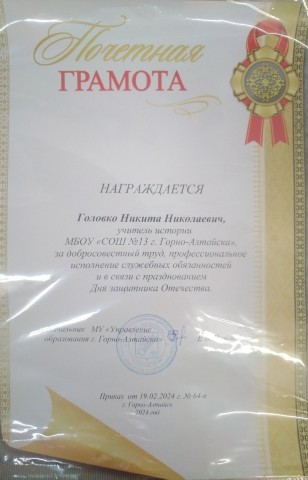 Почетная
ГРАМОТА
НАГРАЖДАЕТСЯ
Головко Никита Николаевич,
учитель истории
МБОУ «СОШ №13 г. Горно-Алтайска»,
за добросовестный труд, профессиональное
исполнение служебных обязанностей
и в связи с празднованием
Дня защитника Отечества.
МУ «Управление
образования г. Горно-Алтайска»
Приказ от 19.02.2024 г. № 64-к
г. Горно-Алтайск
2024 год